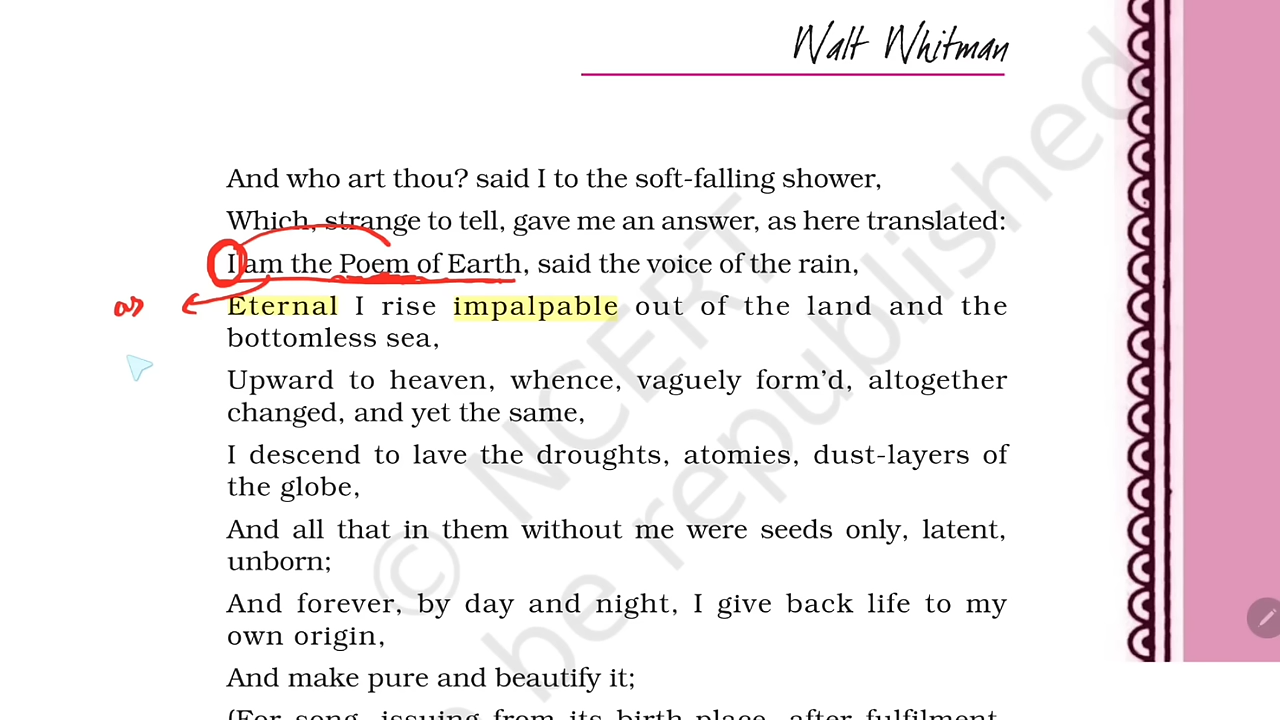 Walt Whitman
And who art thou? said I to the soft-falling shower,
Which, strange to tell, gave me an answer, as here translated:
I am the Poem of Earth, said the voice of the rain,
Eternal I rise impalpable out of the land and the
bottomless sea,
Upward to heaven, whence, vaguely form'd, altogether
changed, and yet the same,
I descend to lave the droughts, atomies, dust-layers of
the globe,
And all that in them without me were seeds only, latent,
unborn;
And forever, by day and night, I give back life to my
own origin,
And make pure and beautify it;
(For song, issuing from its birth-place, after fulfilment,
© NCERT
be republished